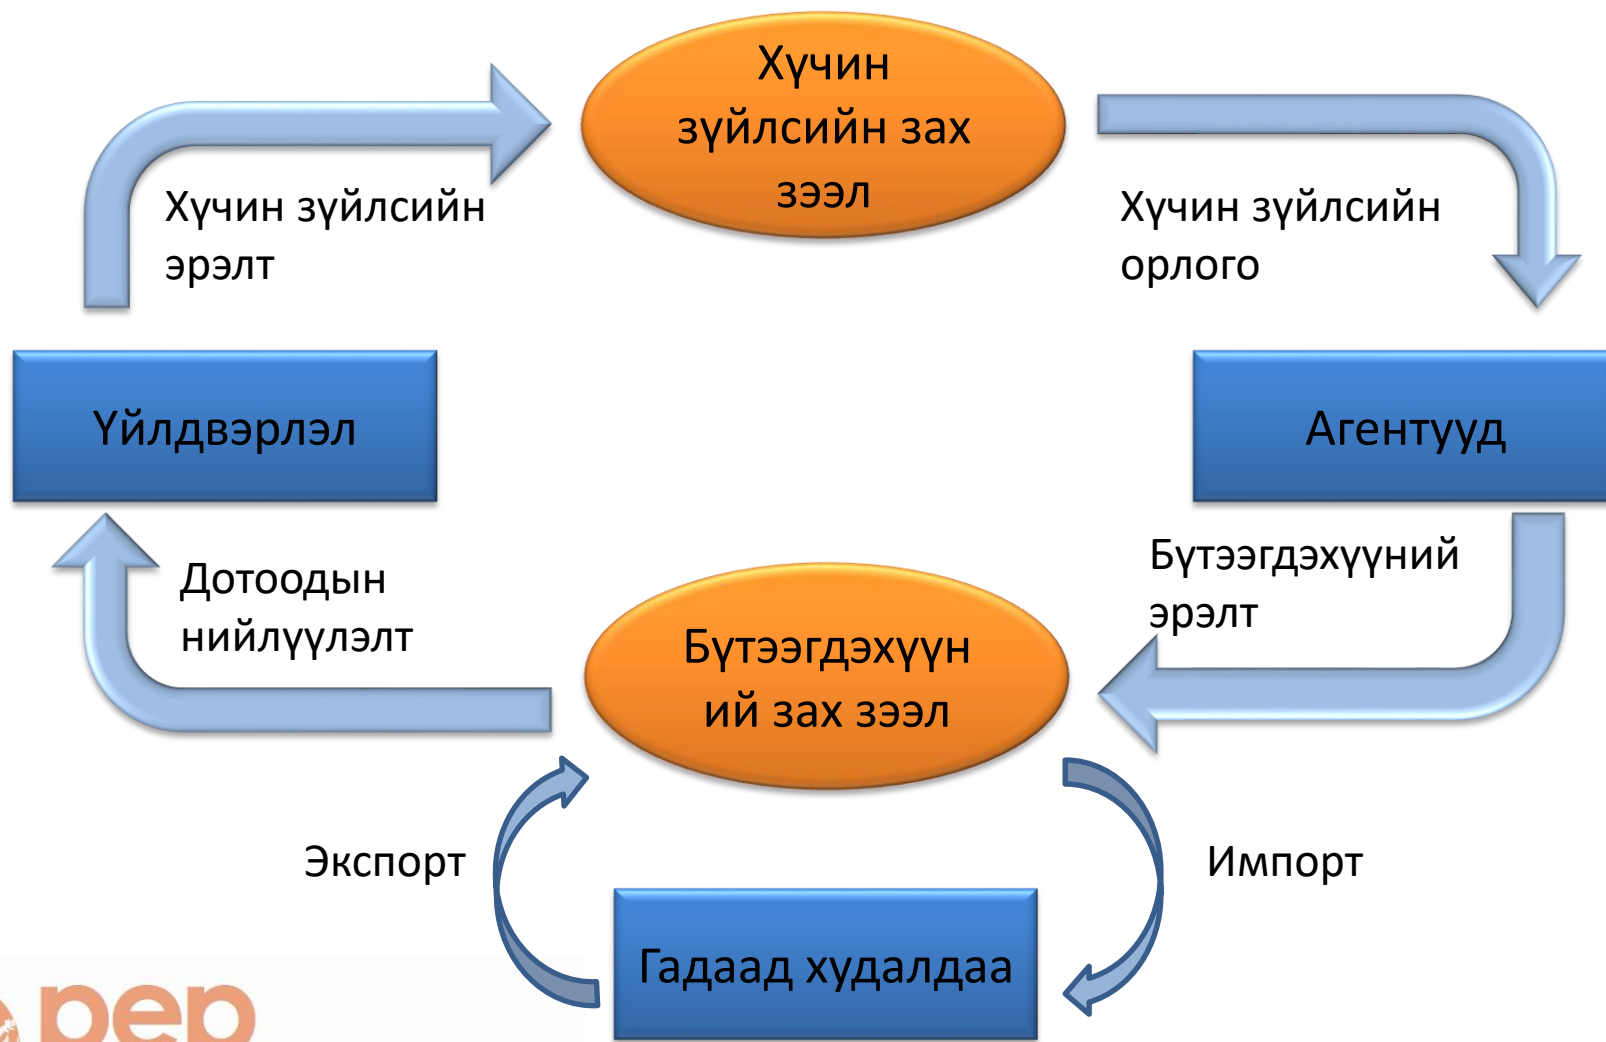 Хүчин
зүйлсийн зах
зээл
Хүчин зүйлсийн
эрэлт
Хүчин зүйлсийн
орлого
Үйлдвэрлэл
Агентууд
Дотоодын
нийлүүлэлт
Бүтээгдэхүүний
эрэлт
Бүтээгдэхүүн
ий зах зээл
Экспорт
Импорт
Гадаад худалдаа
pep